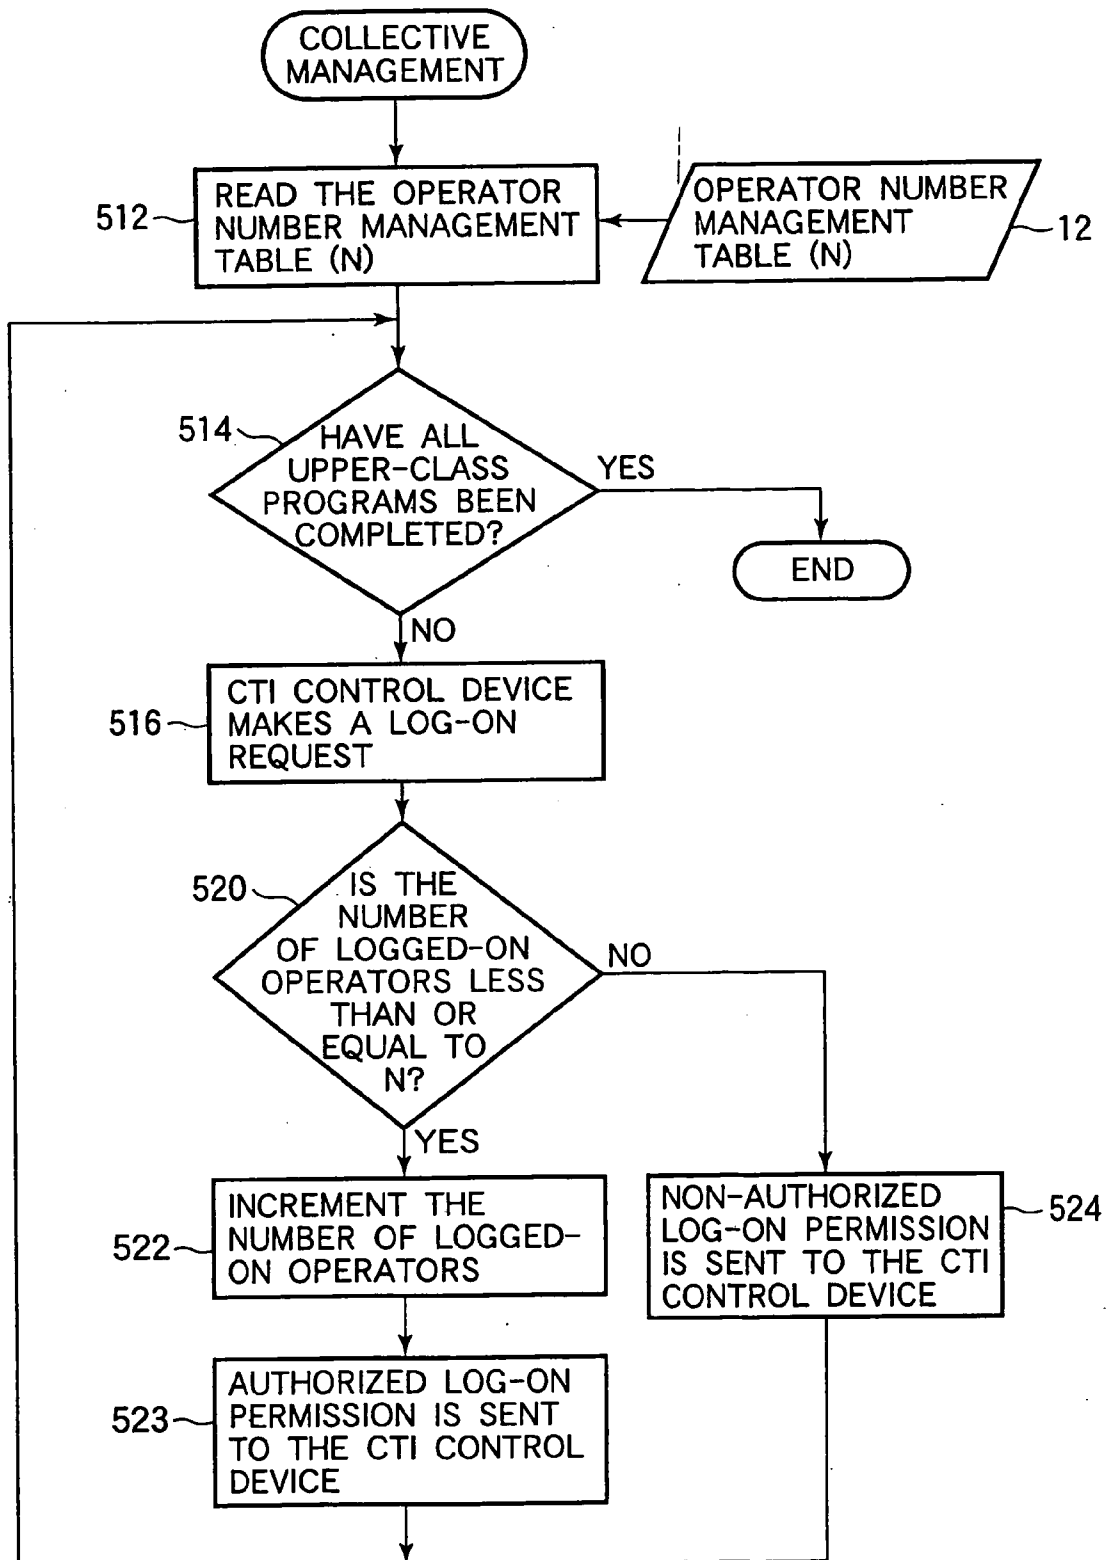 COLLECTIVE
MANAGEMENT
512
READ THE OPERATOR
NUMBER MANAGEMENT
TABLE (N)
OPERATOR NUMBER
MANAGEMENT
TABLE (N)
12
514
HAVE ALL
UPPER-CLASS
PROGRAMS BEEN
COMPLETED?
YES
END
NO
516
CTI CONTROL DEVICE
MAKES A LOG-ON
REQUEST
520
IS THE
NUMBER
OF LOGGED-ON
OPERATORS LESS
THAN OR
EQUAL TO
N?
NO
YES
522
INCREMENT THE
NUMBER OF LOGGED-
ON OPERATORS
NON-AUTHORIZED
LOG-ON PERMISSION
IS SENT TO THE CTI
CONTROL DEVICE
524
523
AUTHORIZED LOG-ON
PERMISSION IS SENT
TO THE CTI CONTROL
DEVICE